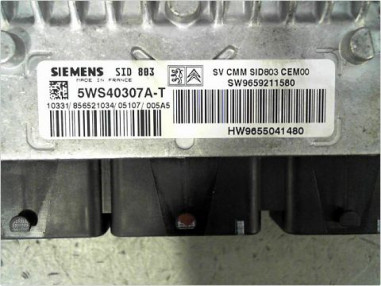 SIEMENS SID 803
MADE IN FRANCE
5WS40307A-T
10331/856521034/05107/005A5
SV CMM SID803 CEM00
SW9659211580
HW9655041480